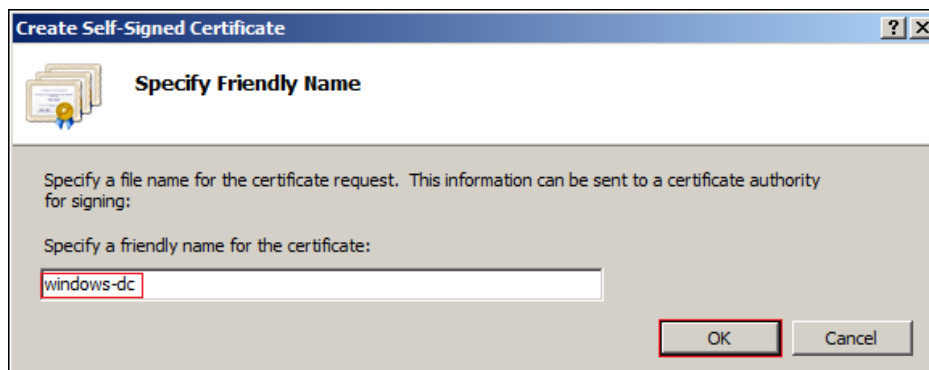 Create Self-Signed Certificate
Specify Friendly Name
Specify a file name for the certificate request.  This information can be sent to a certificate authority
for signing:
Specify a friendly name for the certificate:
windows-dc
OK
Cancel